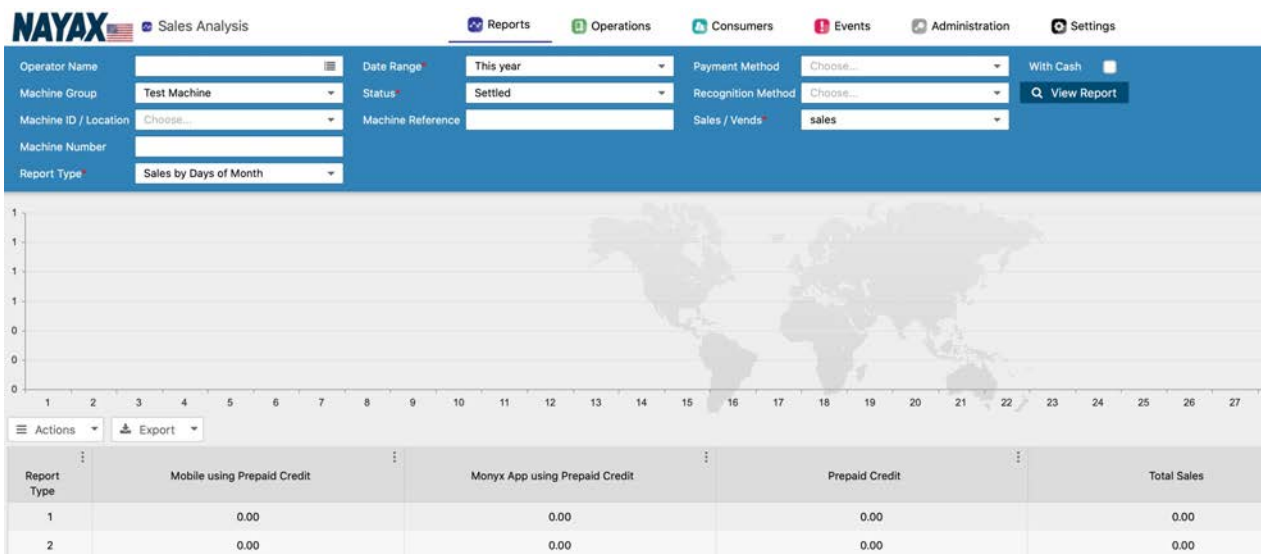 NAYAX Sales Analysis Reports Operations Consumers Events Administration Settings
Operator Name Date Range* This year Payment Method Choose... With Cash
Machine Group Test Machine Status* Settled Recognition Method Choose... View Report
Machine ID / Location Choose... Machine Reference Sales / Vends* sales
Machine Number
Report Type* Sales by Days of Month
1
1
1
1
0
0
0
1 2 3 4 5 6 7 8 9 10 11 12 13 14 15 16 17 18 19 20 21 22 23 24 25 26 27
Actions Export
Report Type Mobile using Prepaid Credit Monyx App using Prepaid Credit Prepaid Credit Total Sales
1 0.00 0.00 0.00 0.00
2 0.00 0.00 0.00 0.00